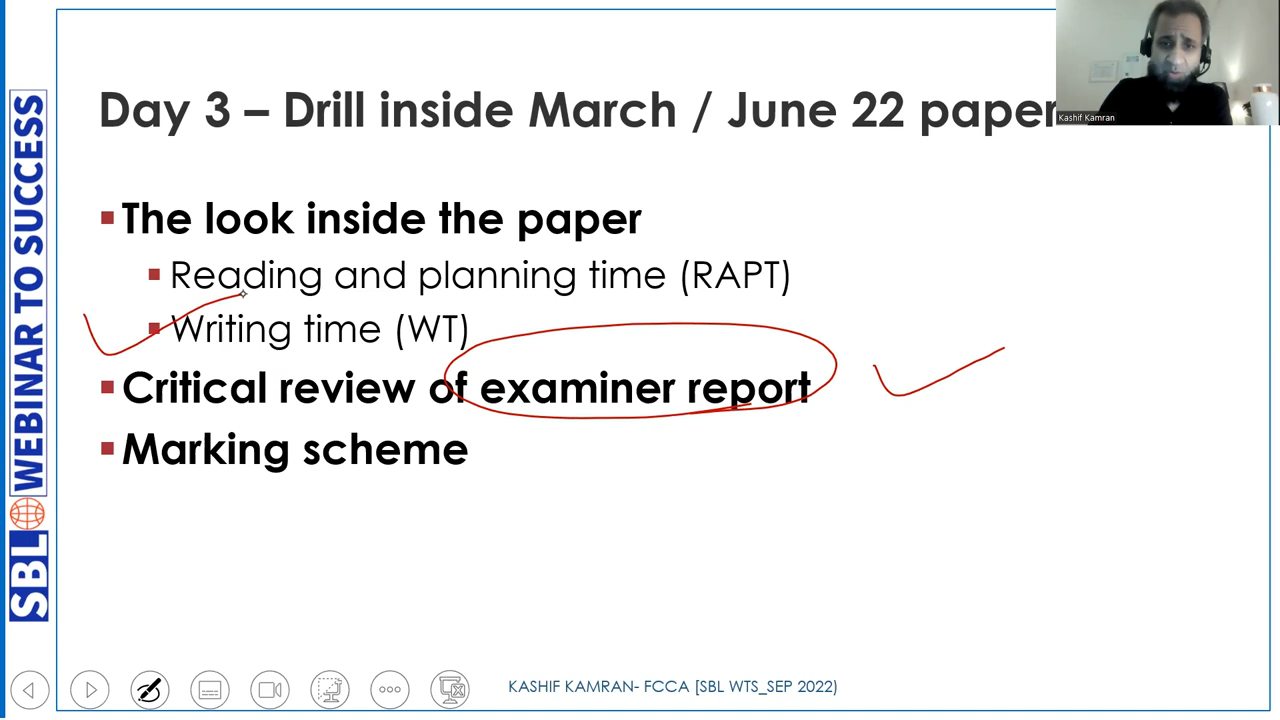 Day 3 – Drill inside March / June 22 paper
Kashif Kamran
The look inside the paper
Reading and planning time (RAPT)
Writing time (WT)
Critical review of examiner report
Marking scheme
SBL WEBINAR TO SUCCESS
KASHIF KAMRAN- FCCA [SBL WTS_SEP 2022)